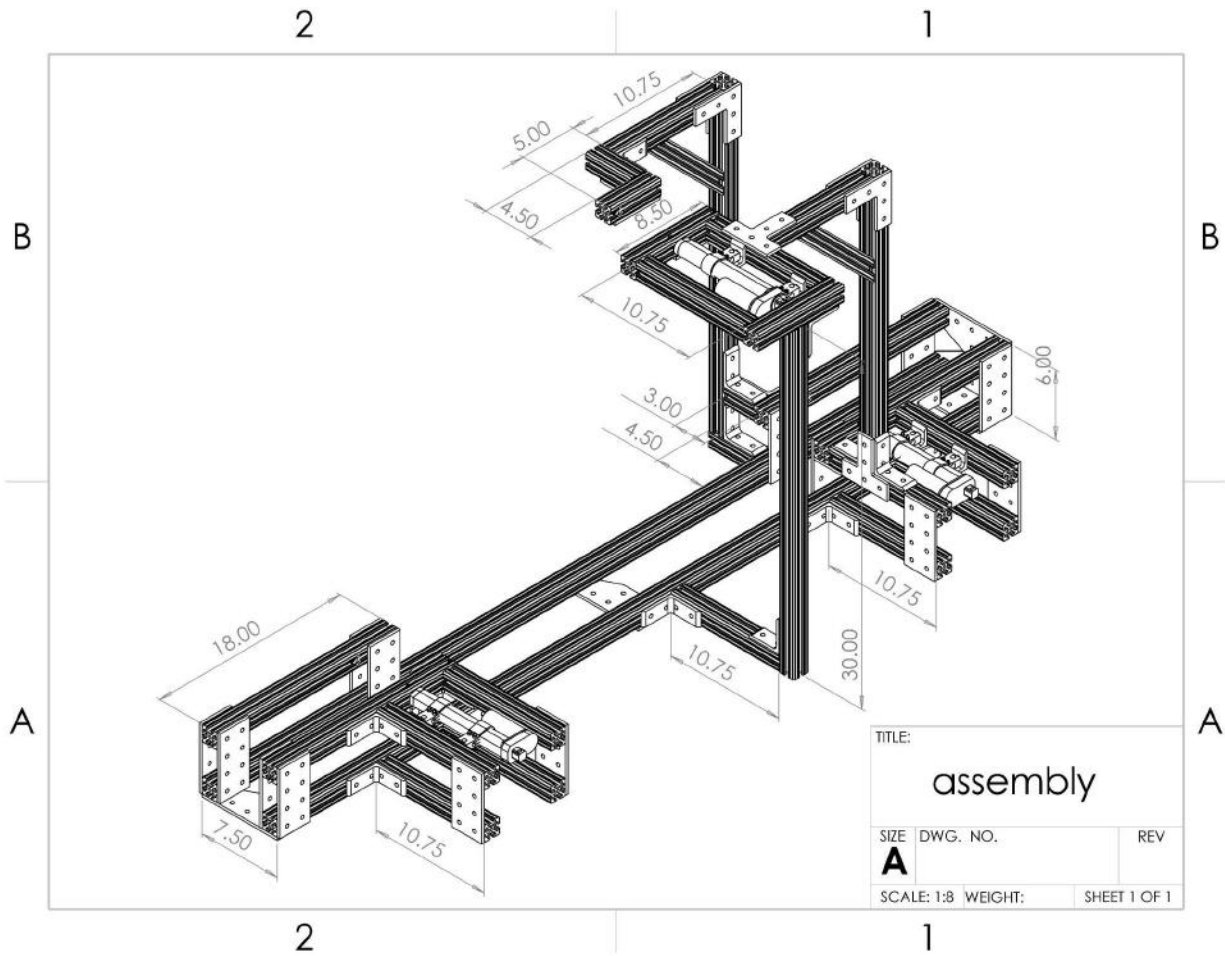 2
1
10.75
5.00
4.50
8.50
B
B
10.75
6.00
3.00
4.50
10.75
18.00
10.75
30.00
A
A
7.50
10.75
TITLE:
assembly
SIZE DWG. NO. REV
A
SCALE: 1:8 WEIGHT: SHEET 1 OF 1
2
1